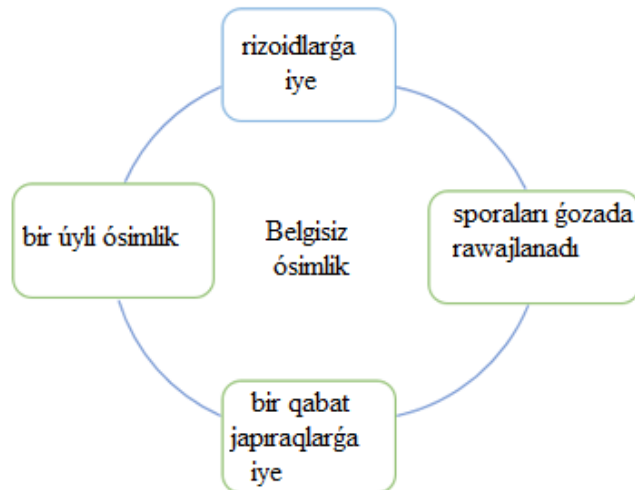 rizoidlarǵa
iye
bir úyli ósimlik
Belgisiz
ósimlik
sporaları ǵozada
rawajlanadı
bir qabat
japıraqlarǵa
iye